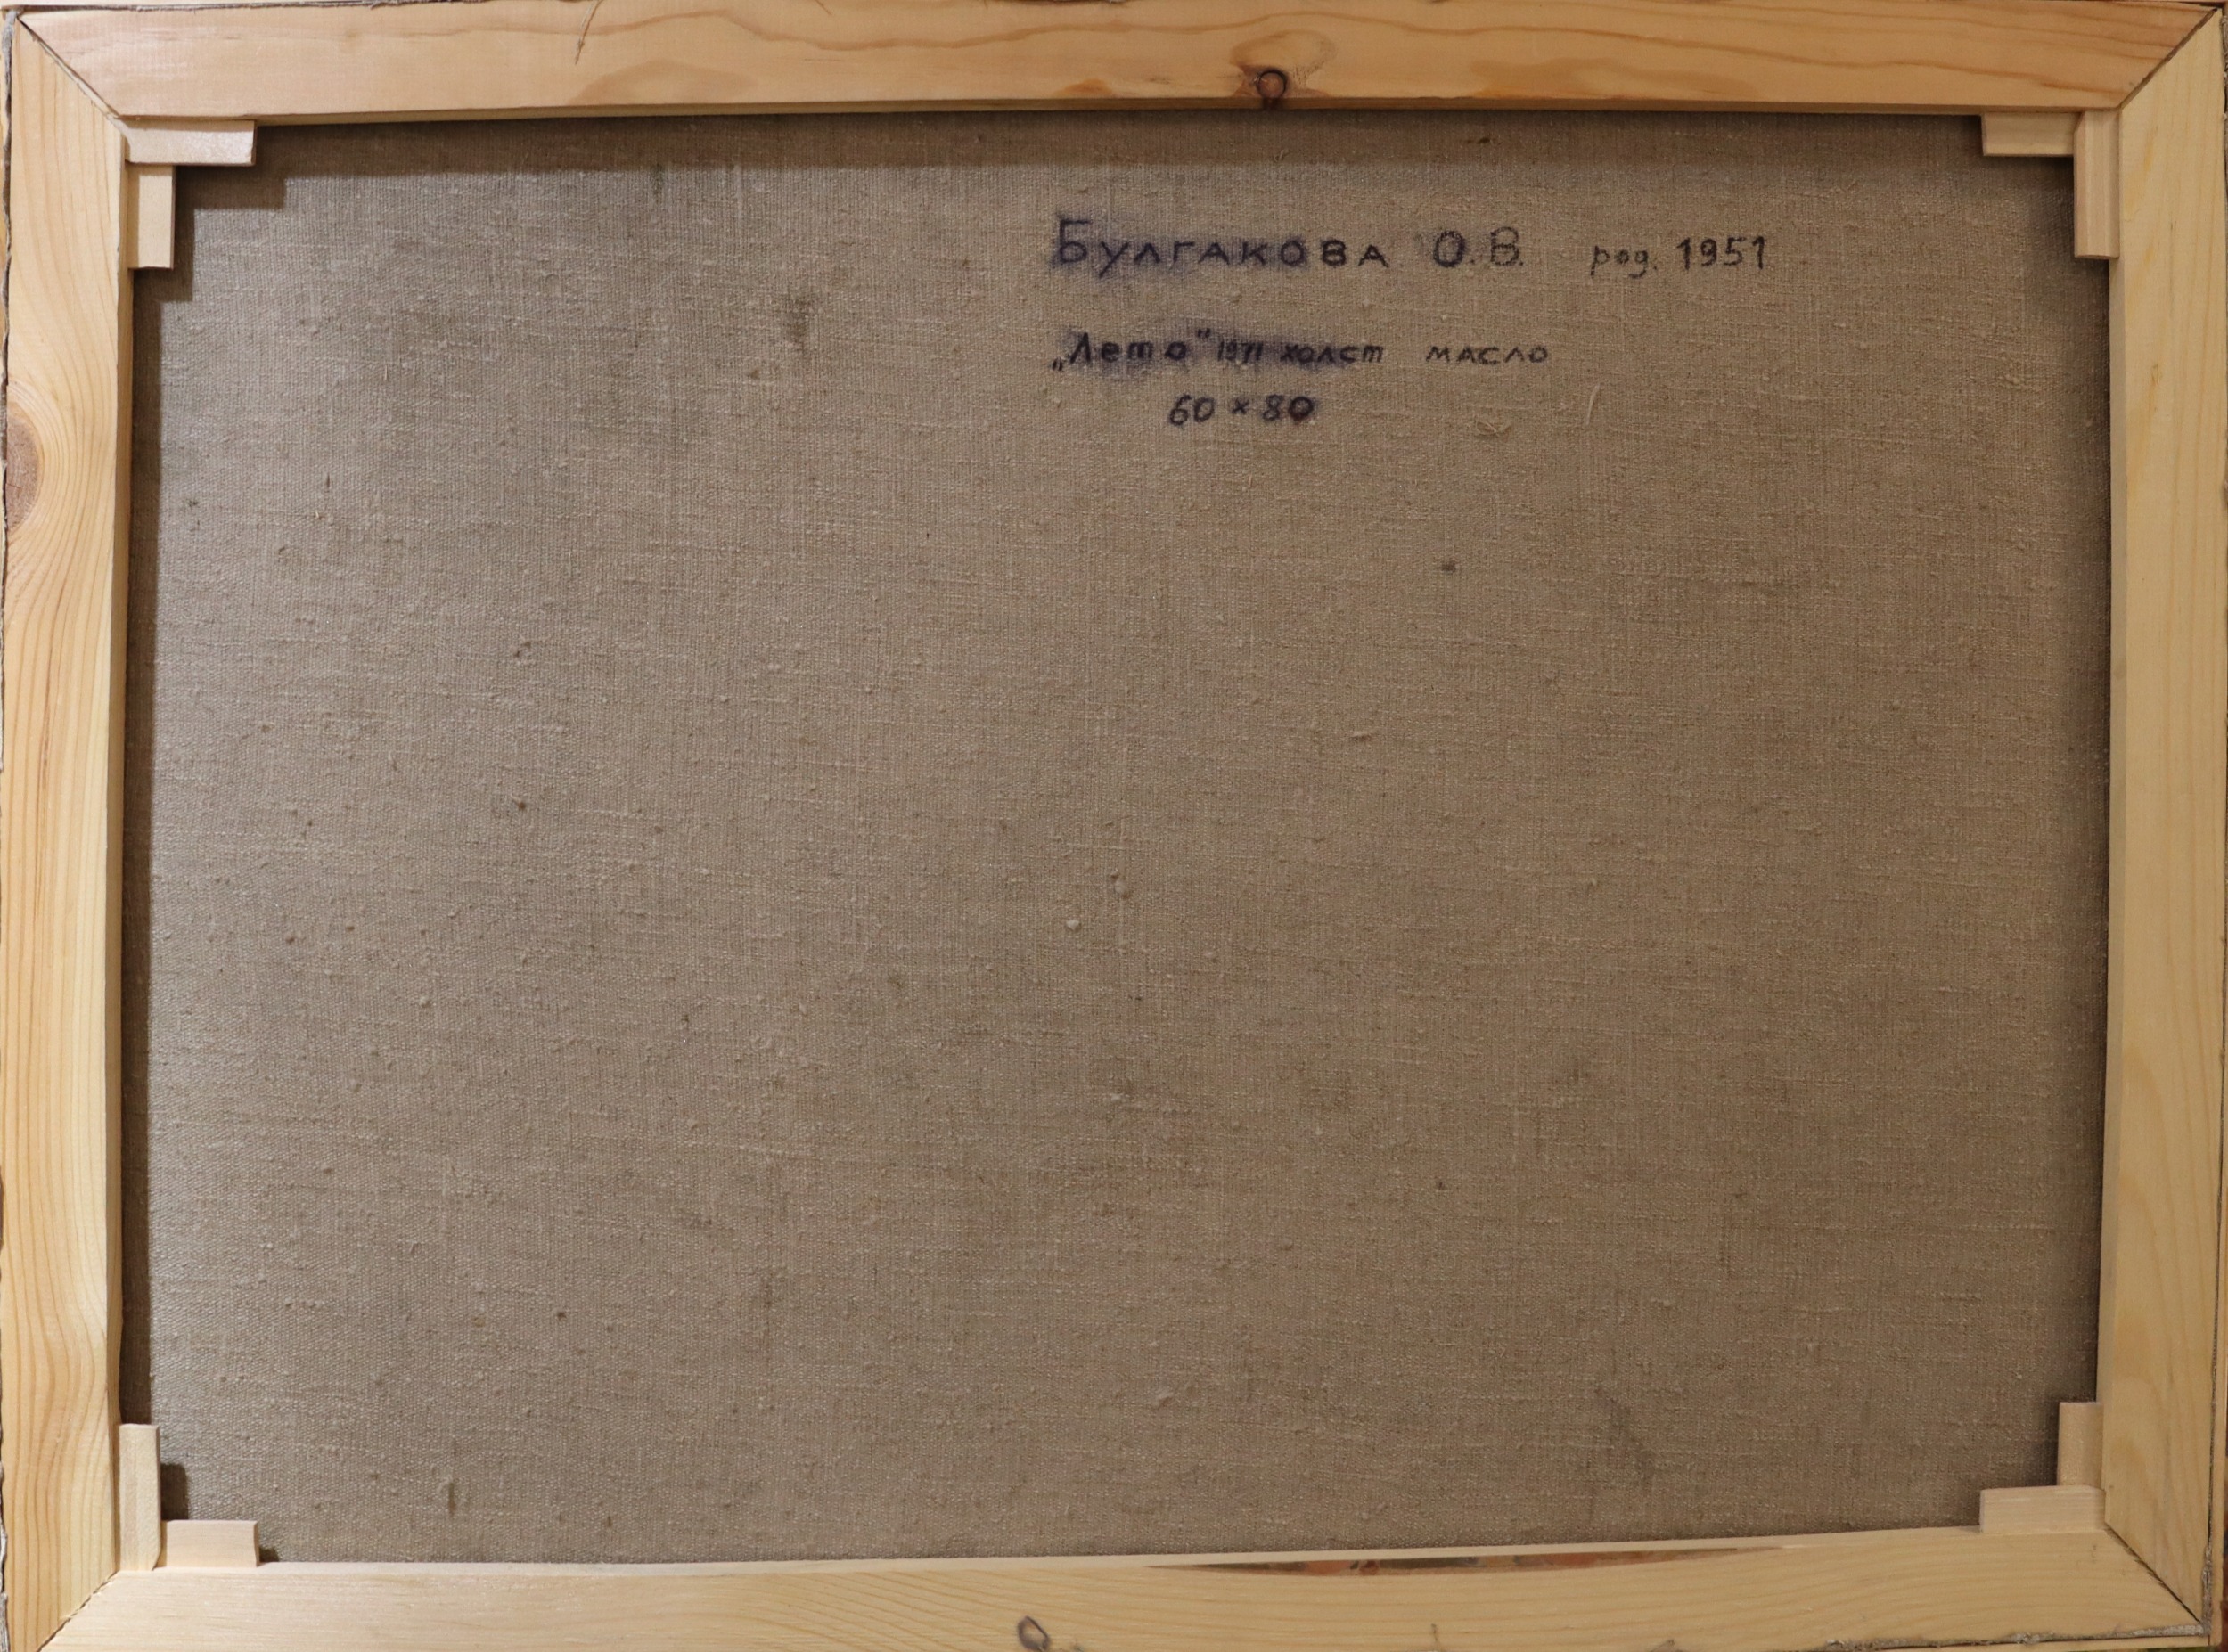 Булгакова О.В. род. 1951
„Лето" 1971 холст масло
60 × 80